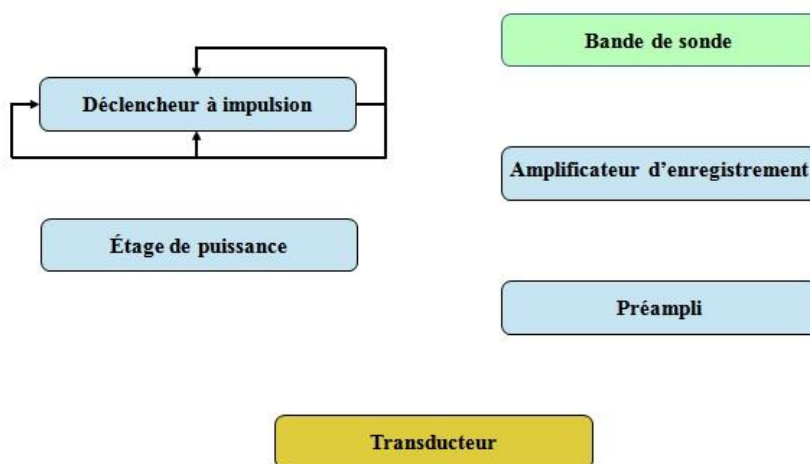 Bande de sonde
Déclencheur à impulsion
Amplificateur d'enregistrement
Étage de puissance
Préampli
Transducteur